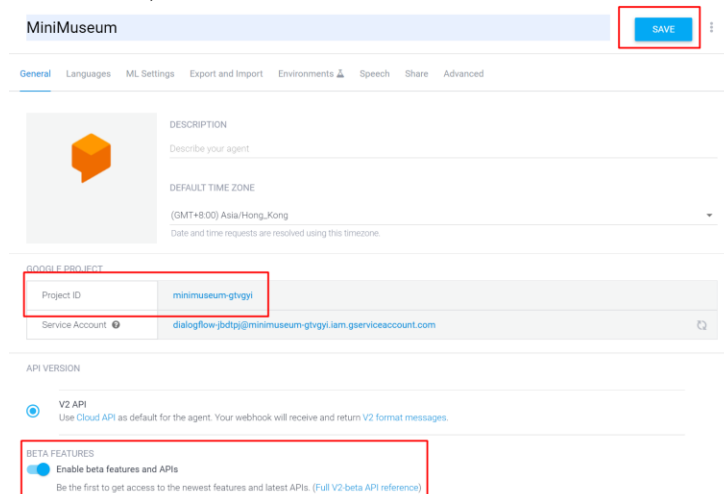 MiniMuseum
SAVE
General Languages ML Settings Export and Import Environments Speech Share Advanced
DESCRIPTION
Describe your agent
DEFAULT TIME ZONE
(GMT+8:00) Asia/Hong_Kong
Date and time requests are resolved using this timezone.
GOOGLE PROJECT
Project ID minimuseum-gtvgyi
Service Account dialogflow-jbdtpj@minimuseum-gtvgyi.iam.gserviceaccount.com
API VERSION
V2 API
Use Cloud API as default for the agent. Your webhook will receive and return V2 format messages.
BETA FEATURES
Enable beta features and APIs
Be the first to get access to the newest features and latest APIs. (Full V2-beta API reference)